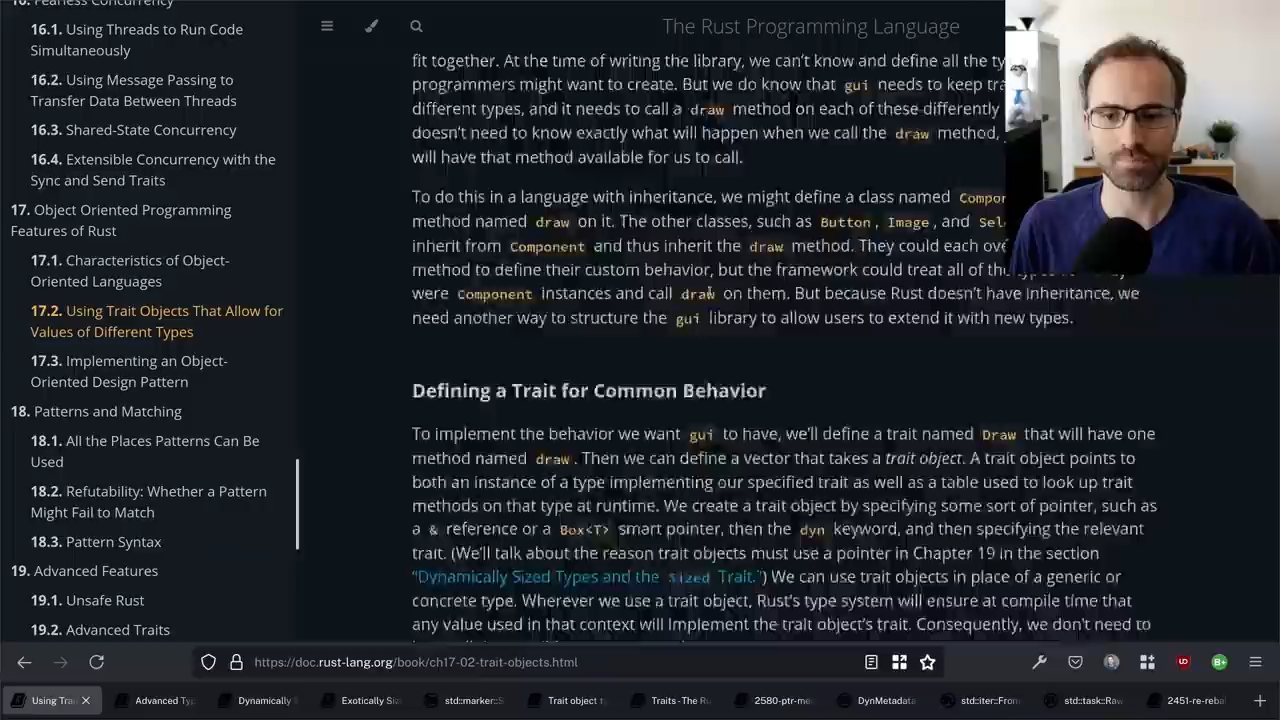 16. Fearless Concurrency
16.1. Using Threads to Run Code
Simultaneously
16.2. Using Message Passing to
Transfer Data Between Threads
16.3. Shared-State Concurrency
16.4. Extensible Concurrency with the
Sync and Send Traits
17. Object Oriented Programming
Features of Rust
17.1. Characteristics of Object-
Oriented Languages
17.2. Using Trait Objects That Allow for
Values of Different Types
17.3. Implementing an Object-
Oriented Design Pattern
18. Patterns and Matching
18.1. All the Places Patterns Can Be
Used
18.2. Refutability: Whether a Pattern
Might Fail to Match
18.3. Pattern Syntax
19. Advanced Features
19.1. Unsafe Rust
19.2. Advanced Traits
The Rust Programming Language
fit together. At the time of writing the library, we can't know and define all the ty
programmers might want to create. But we do know that gui needs to keep tra
different types, and it needs to call a draw method on each of these differently
doesn't need to know exactly what will happen when we call the draw method,
will have that method available for us to call.
To do this in a language with inheritance, we might define a class named Compon
method named draw on it. The other classes, such as Button, Image, and Sel
inherit from Component and thus inherit the draw method. They could each ove
method to define their custom behavior, but the framework could treat all of the
were Component instances and call draw on them. But because Rust doesn't have inheritance, we
need another way to structure the gui library to allow users to extend it with new types.
Defining a Trait for Common Behavior
To implement the behavior we want gui to have, we'll define a trait named Draw that will have one
method named draw. Then we can define a vector that takes a trait object. A trait object points to
both an instance of a type implementing our specified trait as well as a table used to look up trait
methods on that type at runtime. We create a trait object by specifying some sort of pointer, such as
a & reference or a Box<T> smart pointer, then the dyn keyword, and then specifying the relevant
trait. (We'll talk about the reason trait objects must use a pointer in Chapter 19 in the section
"Dynamically Sized Types and the Sized Trait.") We can use trait objects in place of a generic or
concrete type. Wherever we use a trait object, Rust's type system will ensure at compile time that
any value used in that context will implement the trait object's trait. Consequently, we don't need to
https://doc.rust-lang.org/book/ch17-02-trait-objects.html
Using Tra
Advanced Ty
Dynamically
Exotically Si
std::marker::S
Trait object t
Traits - The Ru
2580-ptr-me
DynMetadata
std::iter::Fron
std::task::Raw
2451-re-reba